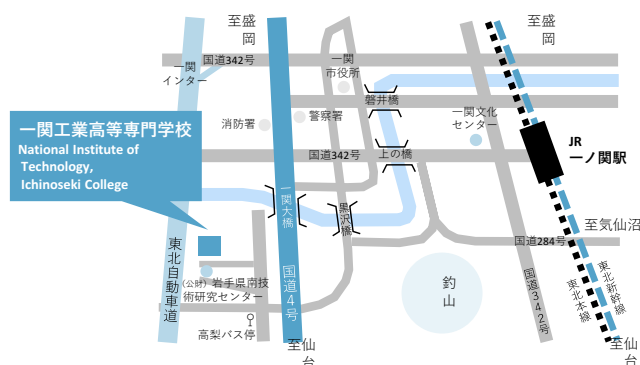 至盛
岡
至盛
岡
一関
インター
国道342号
一関
市役所
磐井橋
消防署
警察署
一関文化
センター
JR
一ノ関駅
一関工業高等専門学校
National Institute of
Technology,
Ichinoseki College
国道342号
上の橋
一関大橋
黒沢橋
至気仙沼
国道284号
東北自動車道
(公財)岩手県南技
術研究センター
国道4号
釣
山
国道342号
東北本線
東北新幹線
高梨バス停
至仙
台
至仙
台